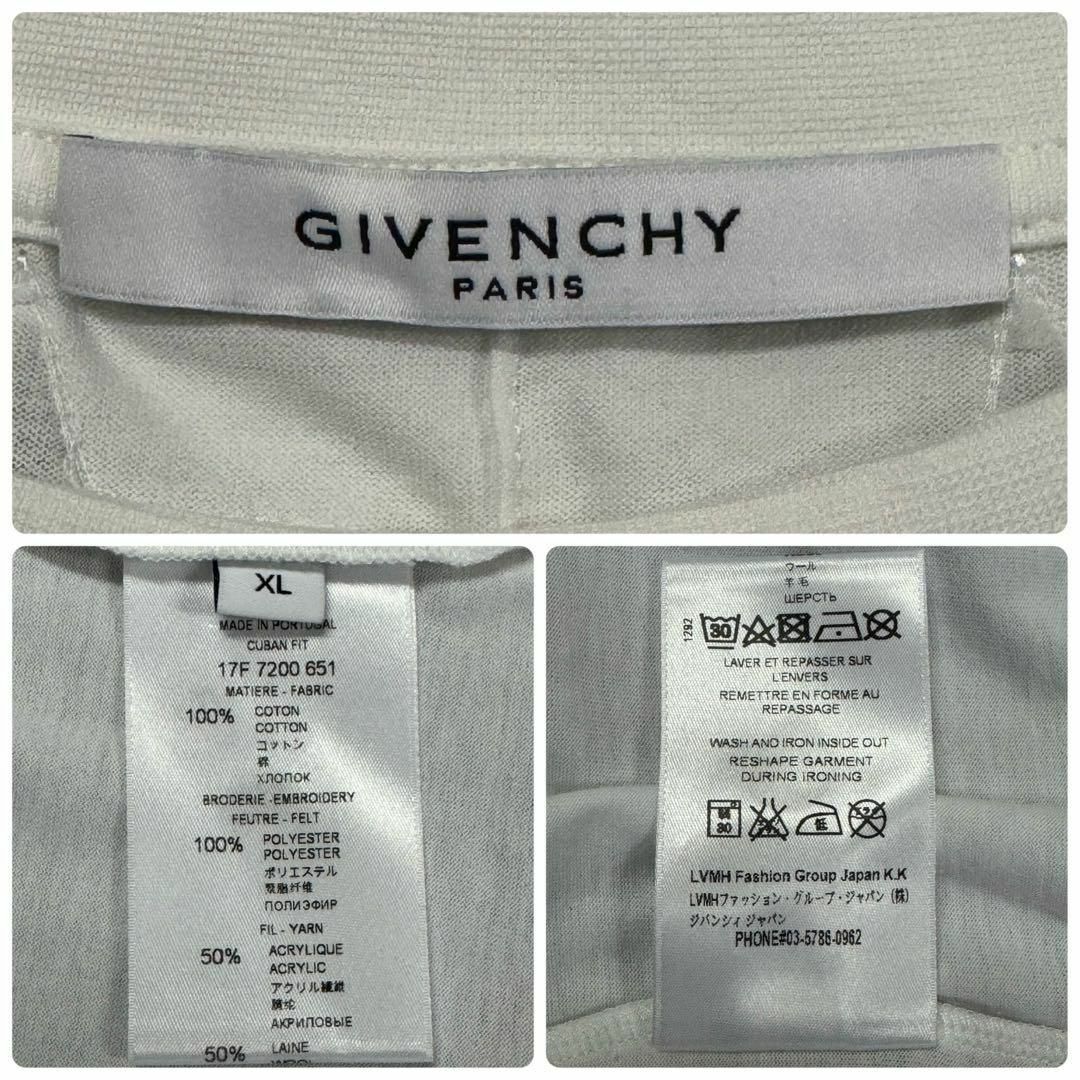 GIVENCHY
PARIS
XL
MADE IN PORTUGAL
CUBAN FIT
17F 7200 651
MATIERE - FABRIC
100% COTON
COTTON
コットン
棉
ХЛОПОК
BRODERIE - EMBROIDERY
FEUTRE - FELT
100% POLYESTER
POLYESTER
ポリエステル
聚脂纤维
ПОЛИЭФИР
FIL - YARN
50% ACRYLIQUE
ACRYLIC
アクリル繊維
腈纶
АКРИЛОВЫЕ
50% LAINE
WOOL
ウール
羊毛
ШЕРСТЬ
1292
30
LAVER ET REPASSER SUR
L'ENVERS
REMETTRE EN FORME AU
REPASSAGE
WASH AND IRON INSIDE OUT
RESHAPE GARMENT
DURING IRONING
弱 30 低
LVMH Fashion Group Japan K.K
LVMHファッション・グループ・ジャパン (株)
ジバンシィ ジャパン
PHONE#03-5786-0962